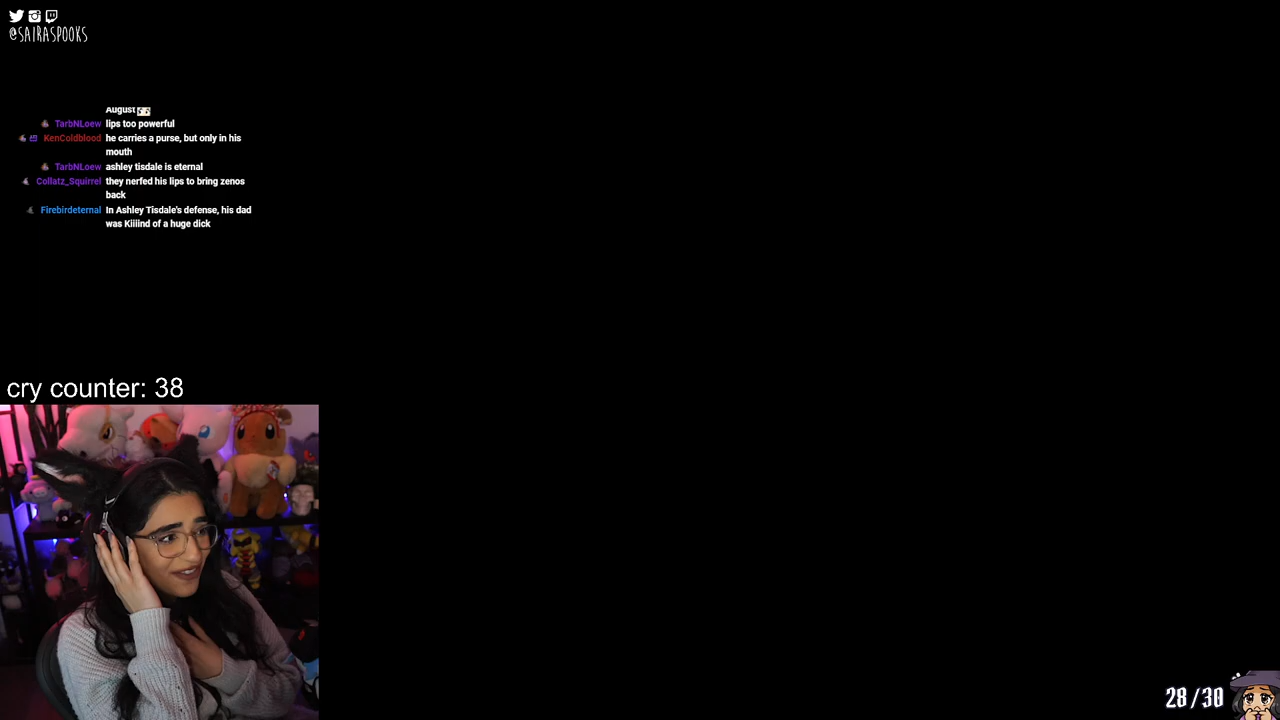 @SAIRASPOOKS
August
TarbNLoew lips too powerful
KenColdblood he carries a purse, but only in his
mouth
TarbNLoew ashley tisdale is eternal
Collatz_Squirrel they nerfed his lips to bring zenos
back
Firebirdeternal In Ashley Tisdale's defense, his dad
was Kiiiind of a huge dick
cry counter: 38
28/30